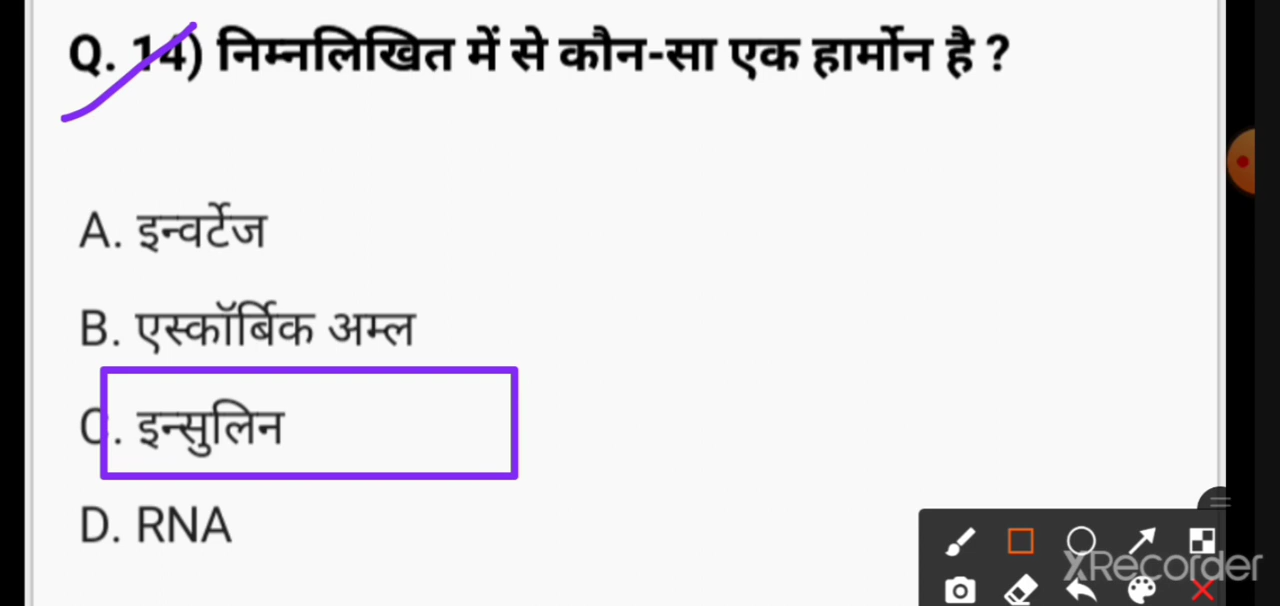 Q. 14) निम्नलिखित में से कौन-सा एक हार्मोन है ?
A. इन्वर्टेज
B. एस्कॉर्बिक अम्ल
C. इन्सुलिन
D. RNA
XRecorder